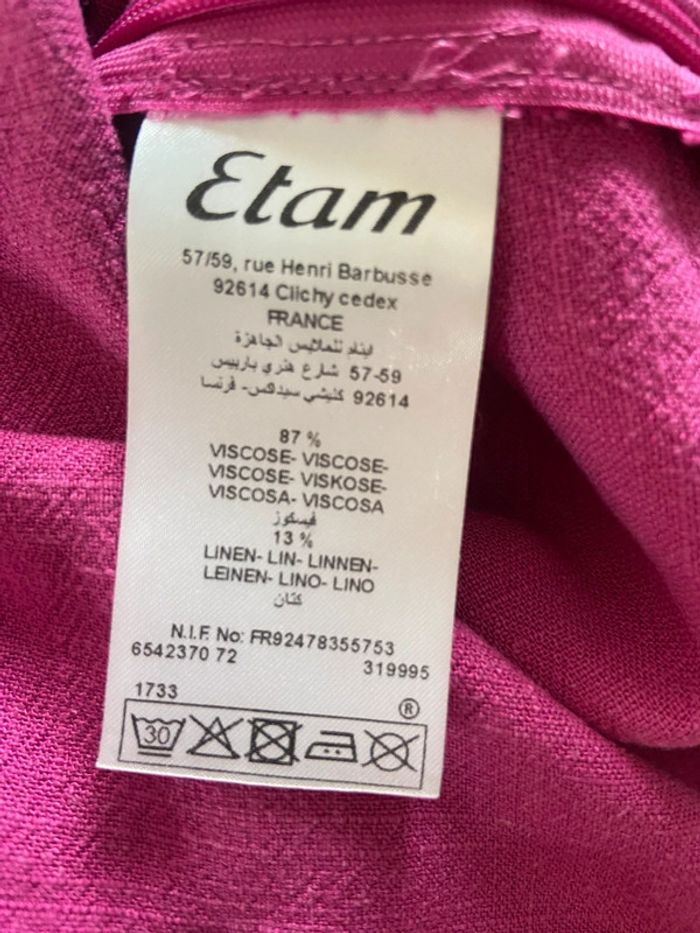 Etam
57/59, rue Henri Barbusse
92614 Clichy cedex
FRANCE
ايتام للملابس الجاهزة
57-59 شارع هنري باربيس
92614 كليشي سيداكس- فرنسا
87 %
VISCOSE- VISCOSE-
VISCOSE- VISKOSE-
VISCOSA- VISCOSA
فيسكوز
13 %
LINEN- LIN- LINNEN-
LEINEN- LINO- LINO
كتان
N.I.F. No: FR92478355753
6542370 72 319995
1733
®
30